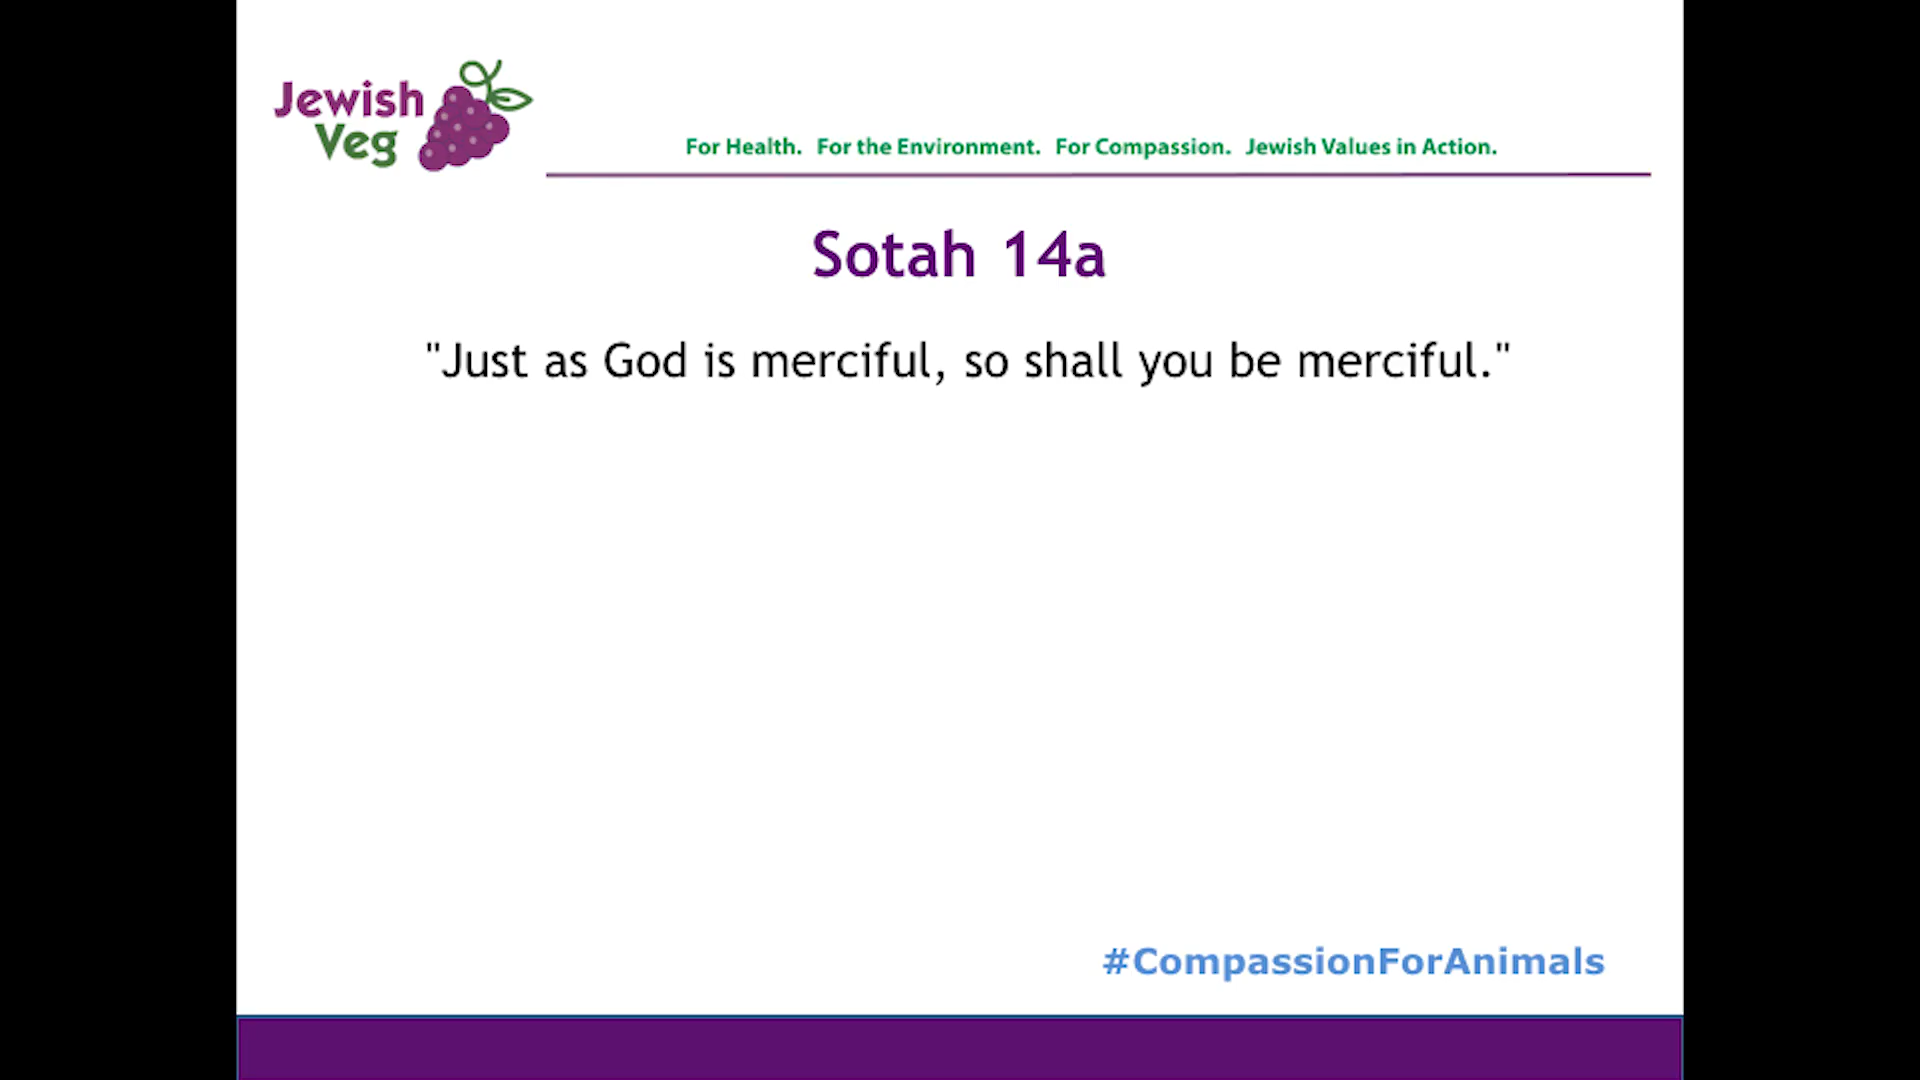 Jewish
Veg
For Health. For the Environment. For Compassion. Jewish Values in Action.
Sotah 14a
"Just as God is merciful, so shall you be merciful."
#CompassionForAnimals